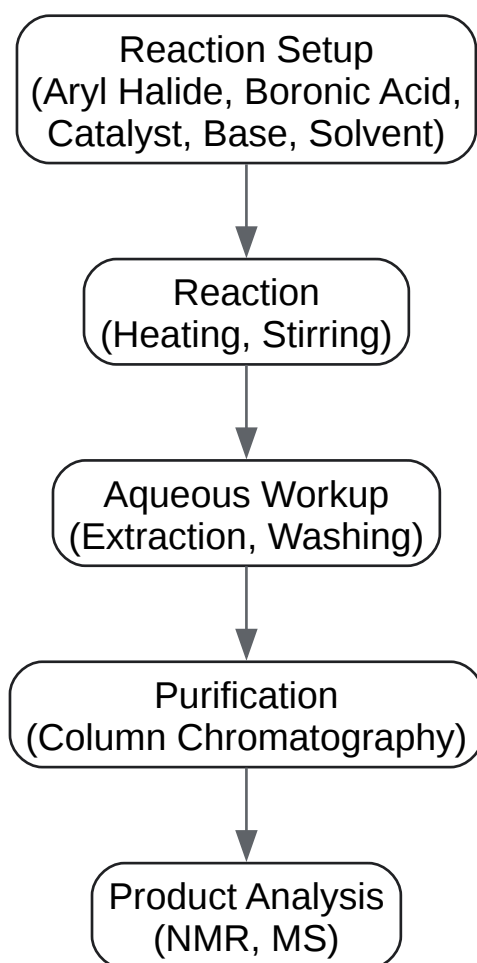 Reaction Setup
(Aryl Halide, Boronic Acid,
Catalyst, Base, Solvent)
Reaction
(Heating, Stirring)
Aqueous Workup
(Extraction, Washing)
Purification
(Column Chromatography)
Product Analysis
(NMR, MS)